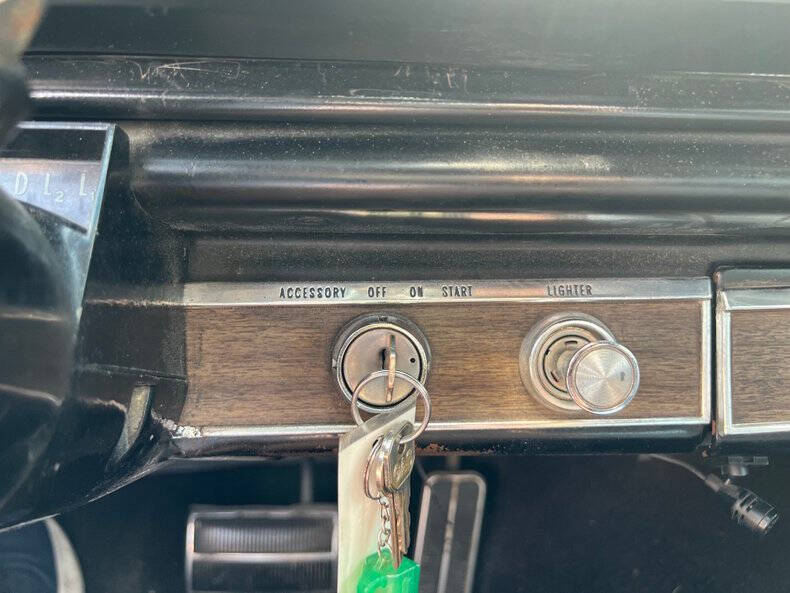 D L2 L
ACCESSORY OFF ON START LIGHTER